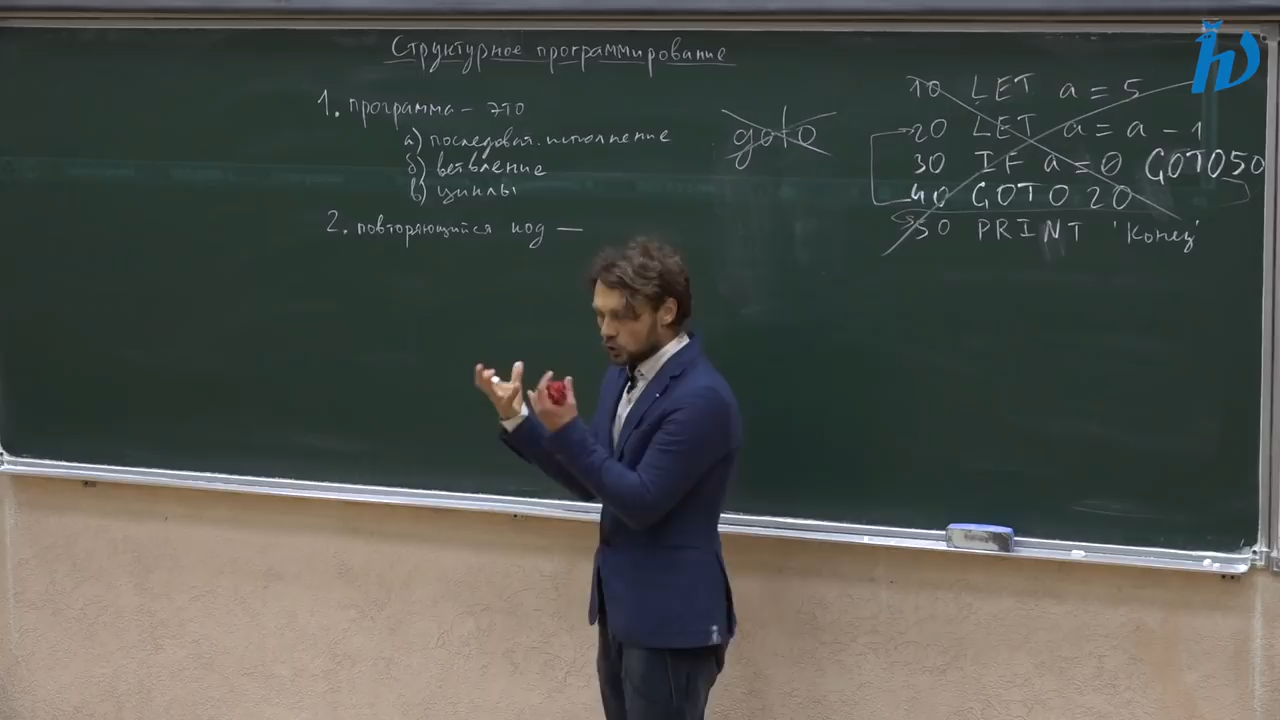 Структурное программирование
1. программа – это
а) последоват. исполнение
б) ветвление
в) циклы
2. повторяющийся код —
goto
10 LET a = 5
20 LET a = a - 1
30 IF a = 0 GOTO 50
40 GOTO 20
50 PRINT 'Конец'